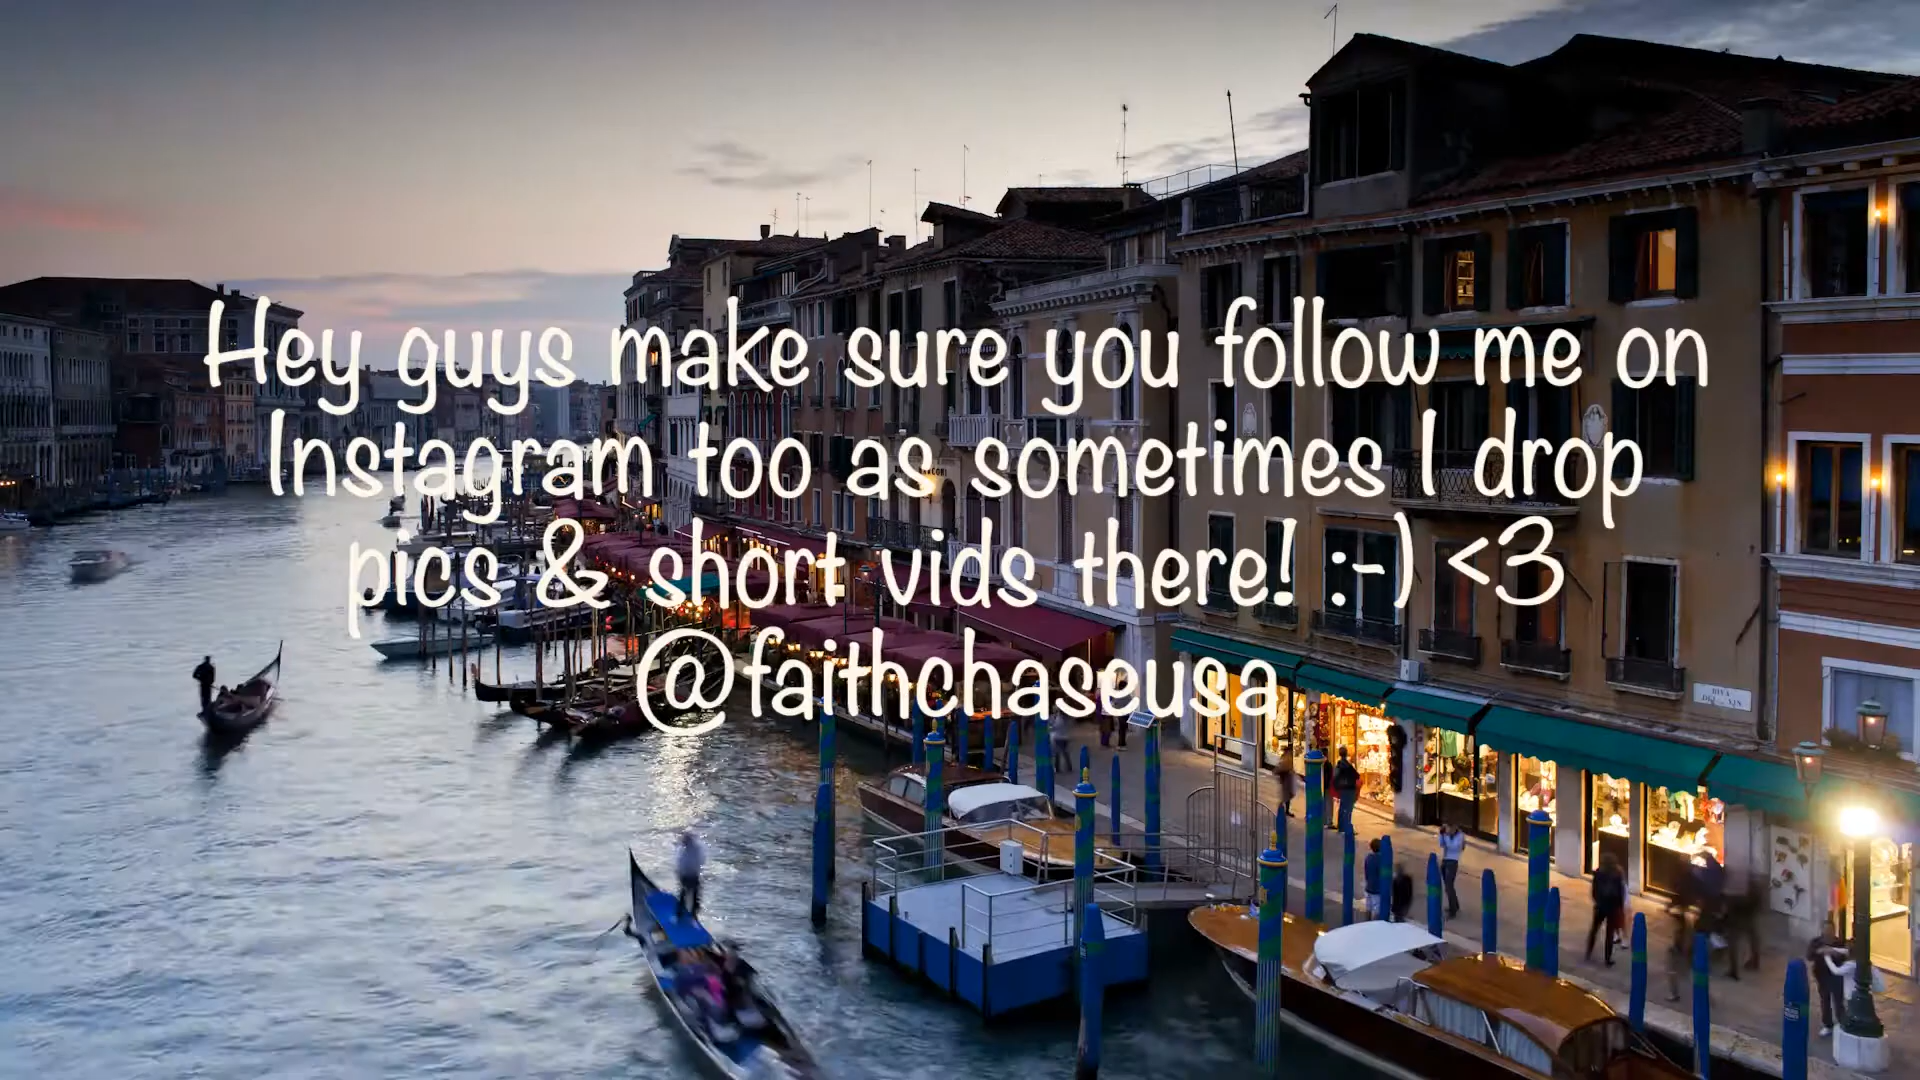 Hey guys make sure you follow me on
Instagram too as sometimes I drop
pics & short vids there! :-) <3
@faithchaseusa
RIVA